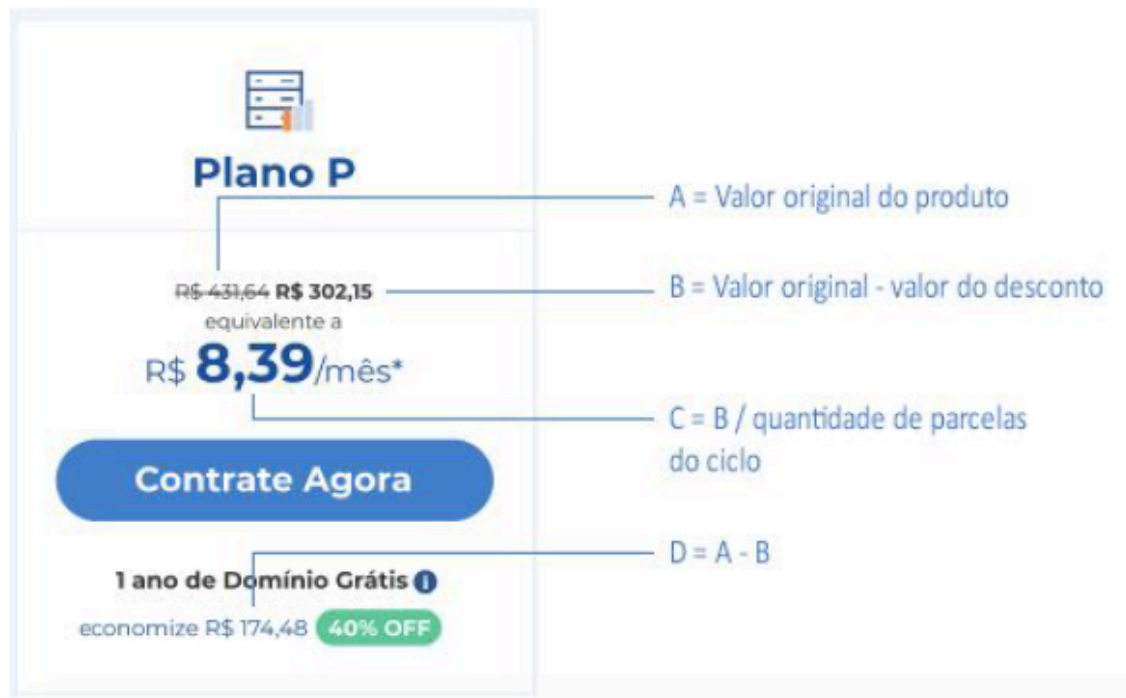 Plano P
A = Valor original do produto
R$ 431,64 R$ 302,15
B = Valor original - valor do desconto
equivalente a
R$ 8,39/mês*
C = B / quantidade de parcelas
do ciclo
Contrate Agora
D = A - B
1 ano de Domínio Grátis i
economize R$ 174,48 40% OFF